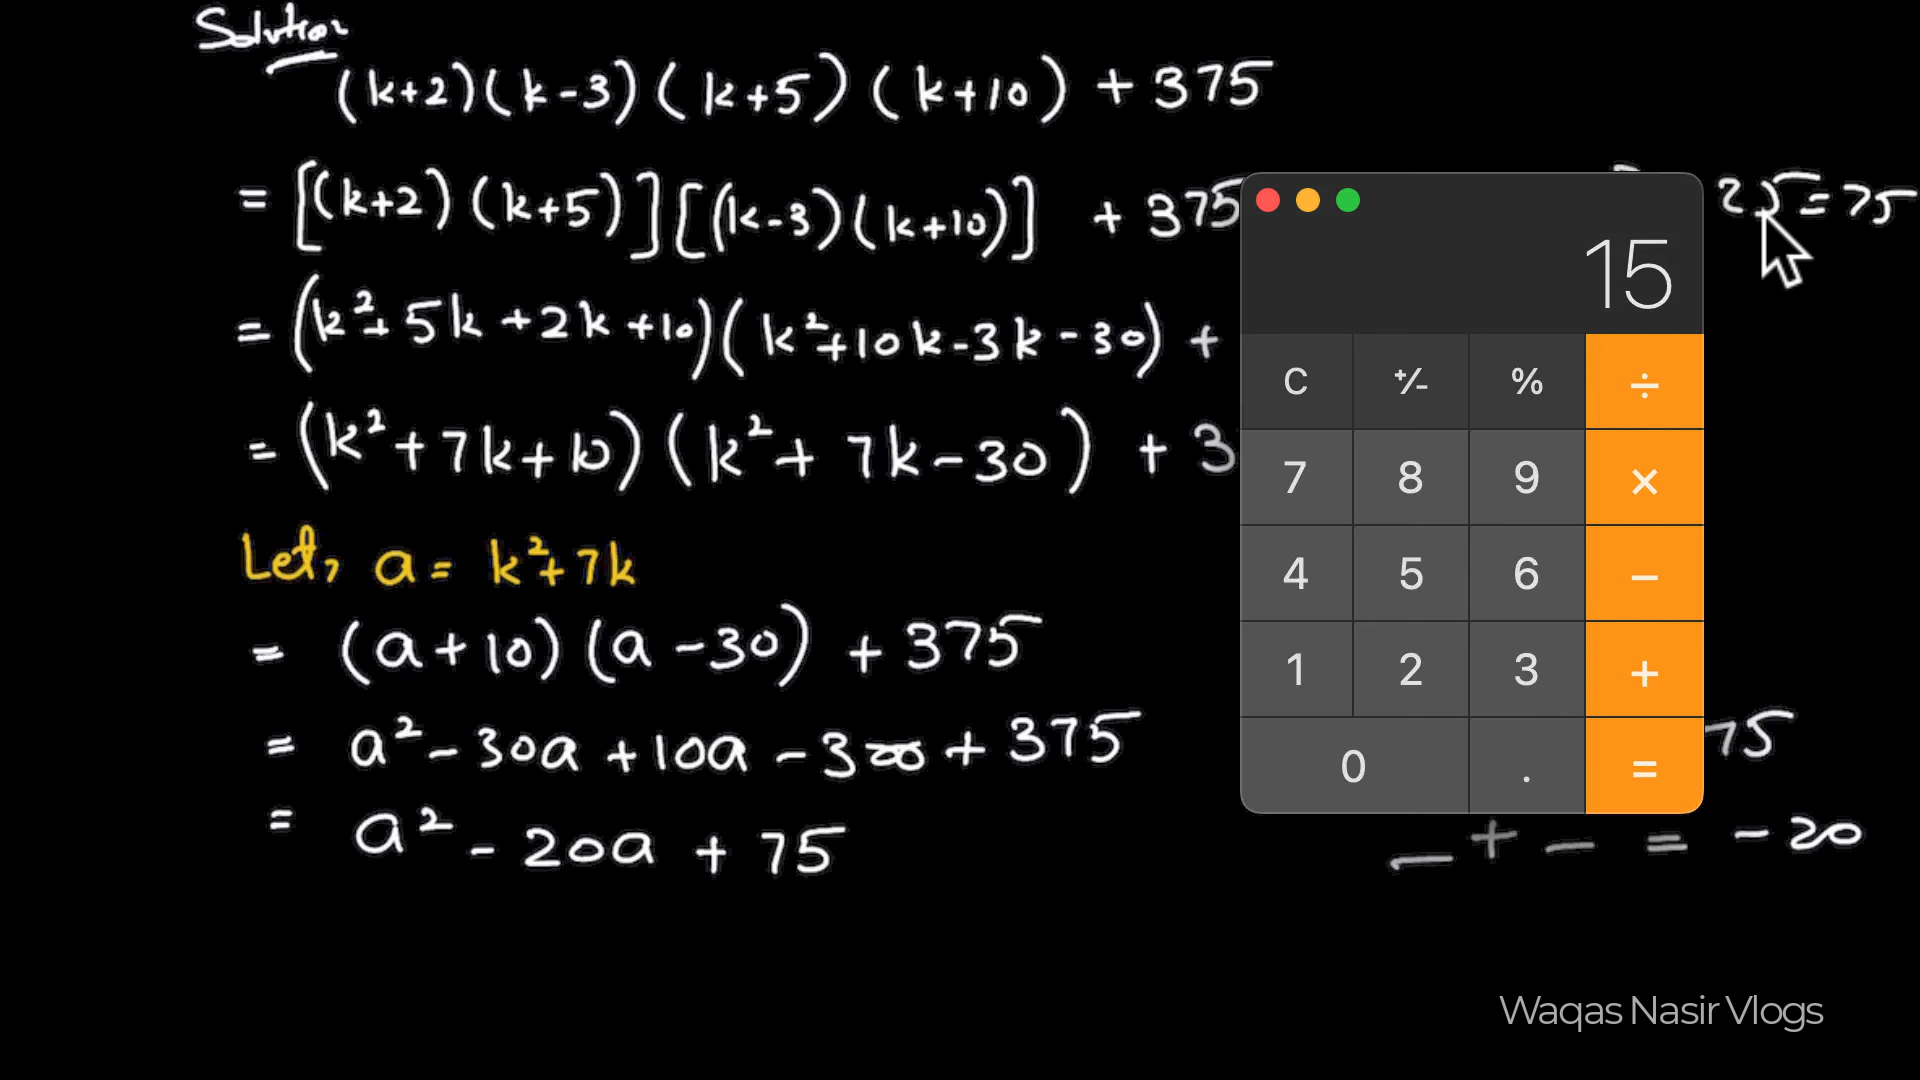 Solution
(k+2)(k-3)(k+5)(k+10) + 375
= [(k+2)(k+5)][(k-3)(k+10)] + 375
25=75
= (k²+5k+2k+10)(k²+10k-3k-30) +
= (k²+7k+10)(k²+7k-30) + 3
Let, a = k²+7k
= (a+10)(a-30) + 375
= a²-30a+10a-300+375
75
= a²-20a+75
- + - = -20
15
C +/- % ÷
7 8 9 ×
4 5 6 −
1 2 3 +
0 . =
Waqas Nasir Vlogs